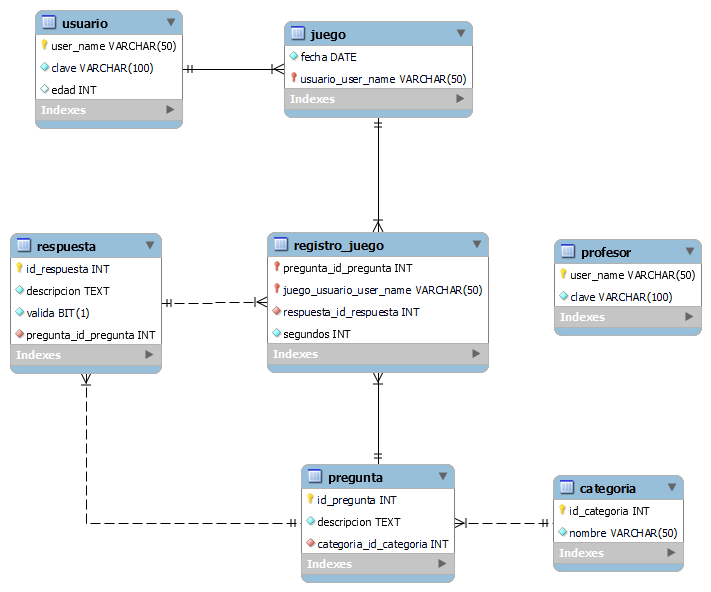 usuario
user_name VARCHAR(50)
clave VARCHAR(100)
edad INT
Indexes
juego
fecha DATE
usuario_user_name VARCHAR(50)
Indexes
respuesta
id_respuesta INT
descripcion TEXT
valida BIT(1)
pregunta_id_pregunta INT
Indexes
registro_juego
pregunta_id_pregunta INT
juego_usuario_user_name VARCHAR(50)
respuesta_id_respuesta INT
segundos INT
Indexes
profesor
user_name VARCHAR(50)
clave VARCHAR(100)
Indexes
pregunta
id_pregunta INT
descripcion TEXT
categoria_id_categoria INT
Indexes
categoria
id_categoria INT
nombre VARCHAR(50)
Indexes